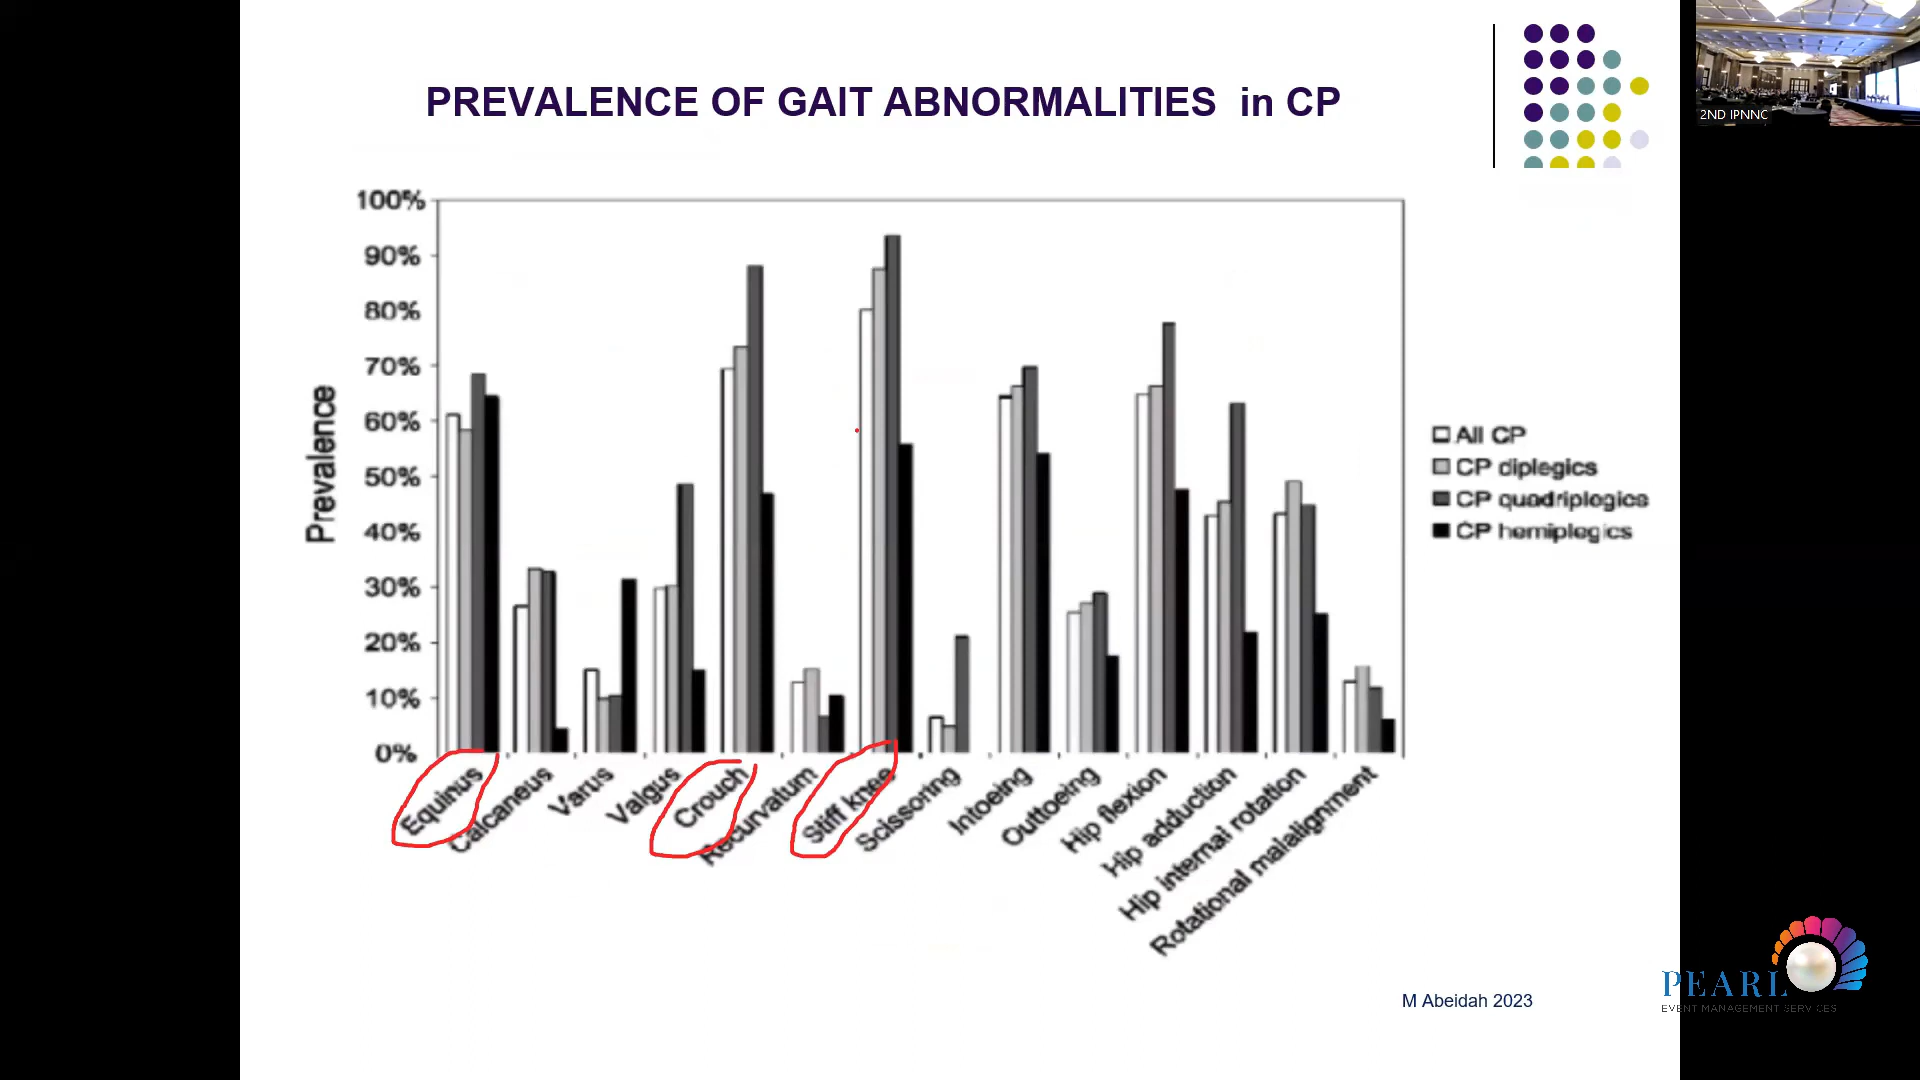 PREVALENCE OF GAIT ABNORMALITIES in CP
2ND IPNNC
Prevalence
100%
90%
80%
70%
60%
50%
40%
30%
20%
10%
0%
Equinus
Calcaneus
Varus
Valgus
Crouch
Recurvatum
Stiff knee
Scissoring
Intoeing
Outtoeing
Hip flexion
Hip adduction
Hip internal rotation
Rotational malalignment
All CP
CP diplegics
CP quadriplegics
CP hemiplegics
M Abeidah 2023
PEARL
EVENT MANAGEMENT SERVICES